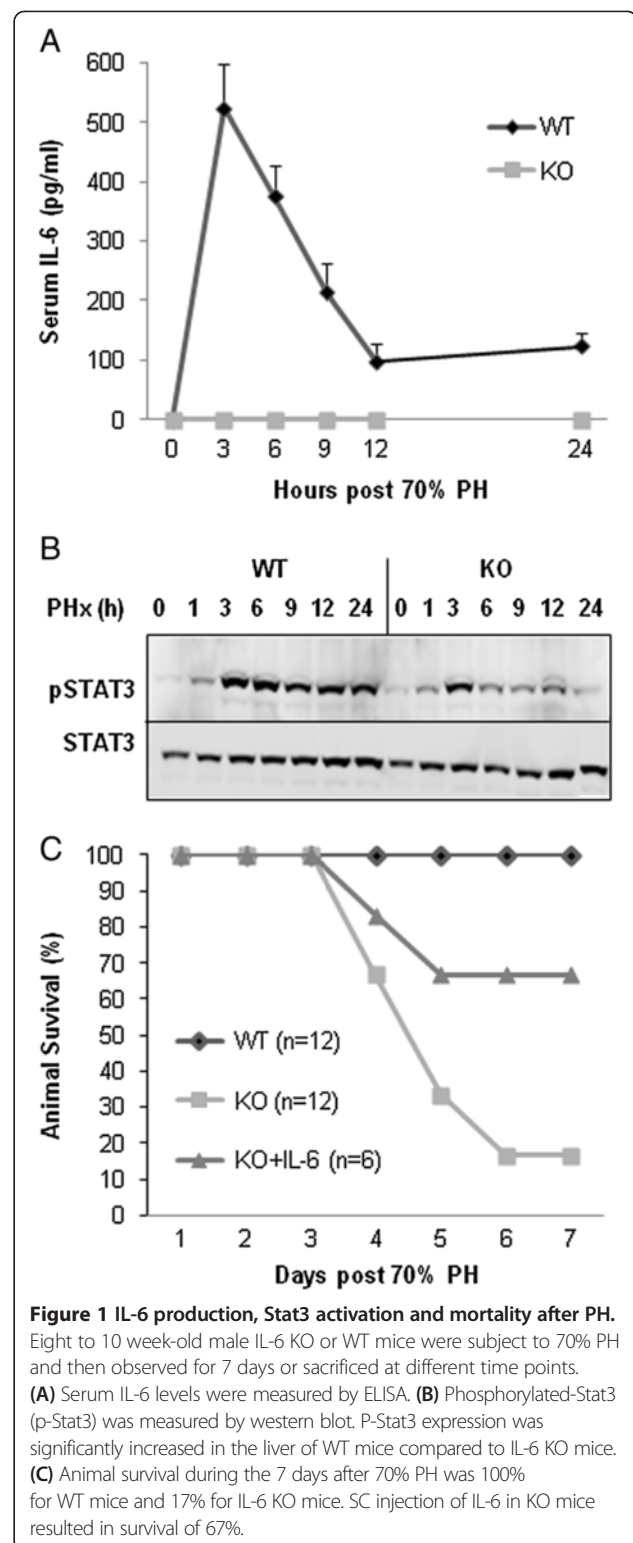 A
600
500
400
300
200
100
0
Serum IL-6 (pg/ml)
WT
KO
0 3 6 9 12 24
Hours post 70% PH
B
WT KO
PHx (h) 0 1 3 6 9 12 24 0 1 3 6 9 12 24
pSTAT3
STAT3
C
100
90
80
70
60
50
40
30
20
10
0
Animal Suvival (%)
WT (n=12)
KO (n=12)
KO+IL-6 (n=6)
1 2 3 4 5 6 7
Days post 70% PH
Figure 1 IL-6 production, Stat3 activation and mortality after PH.
Eight to 10 week-old male IL-6 KO or WT mice were subject to 70% PH
and then observed for 7 days or sacrificed at different time points.
(A) Serum IL-6 levels were measured by ELISA. (B) Phosphorylated-Stat3
(p-Stat3) was measured by western blot. P-Stat3 expression was
significantly increased in the liver of WT mice compared to IL-6 KO mice.
(C) Animal survival during the 7 days after 70% PH was 100%
for WT mice and 17% for IL-6 KO mice. SC injection of IL-6 in KO mice
resulted in survival of 67%.